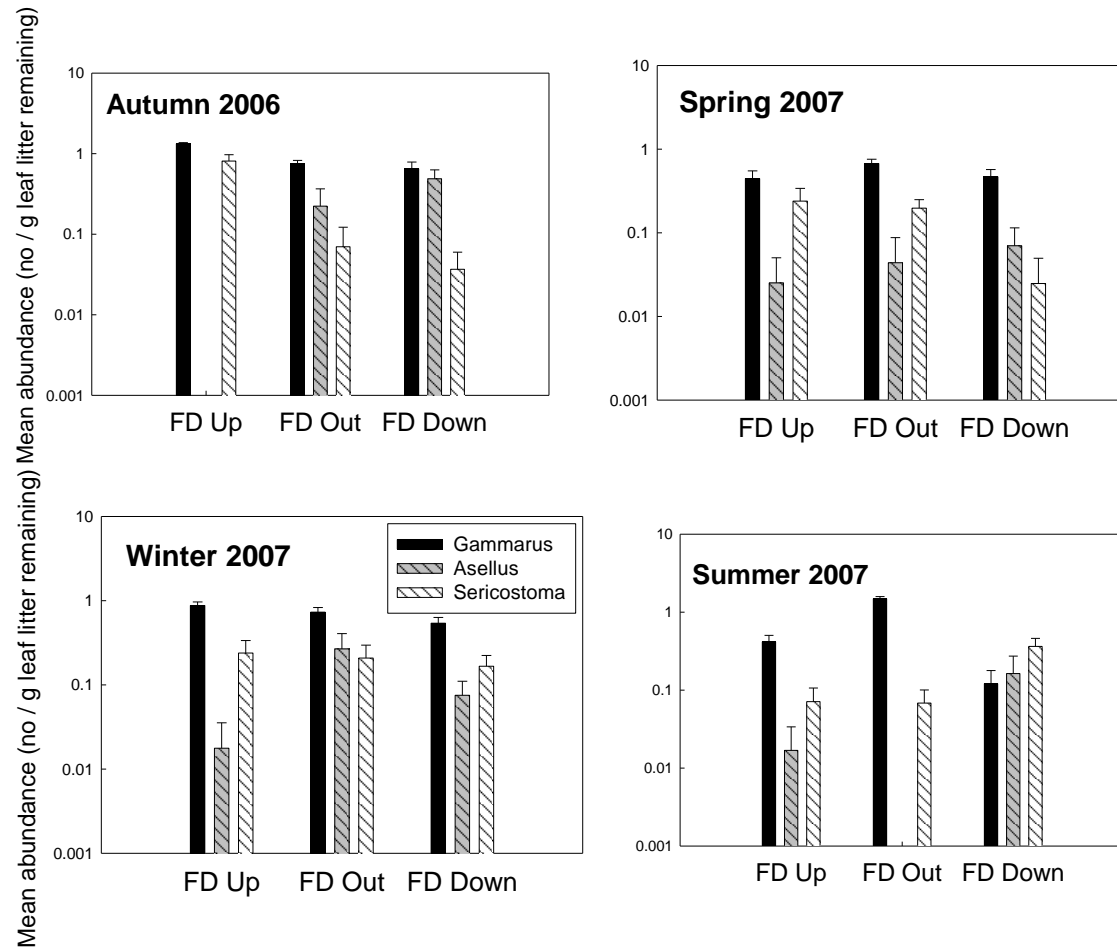 Mean abundance (no / g leaf litter remaining)
Autumn 2006
10
1
0.1
0.01
0.001
FD Up FD Out FD Down
Spring 2007
10
1
0.1
0.01
0.001
FD Up FD Out FD Down
Mean abundance (no / g leaf litter remaining)
Winter 2007
10
1
0.1
0.01
0.001
Gammarus
Asellus
Sericostoma
FD Up FD Out FD Down
Summer 2007
10
1
0.1
0.01
0.001
FD Up FD Out FD Down